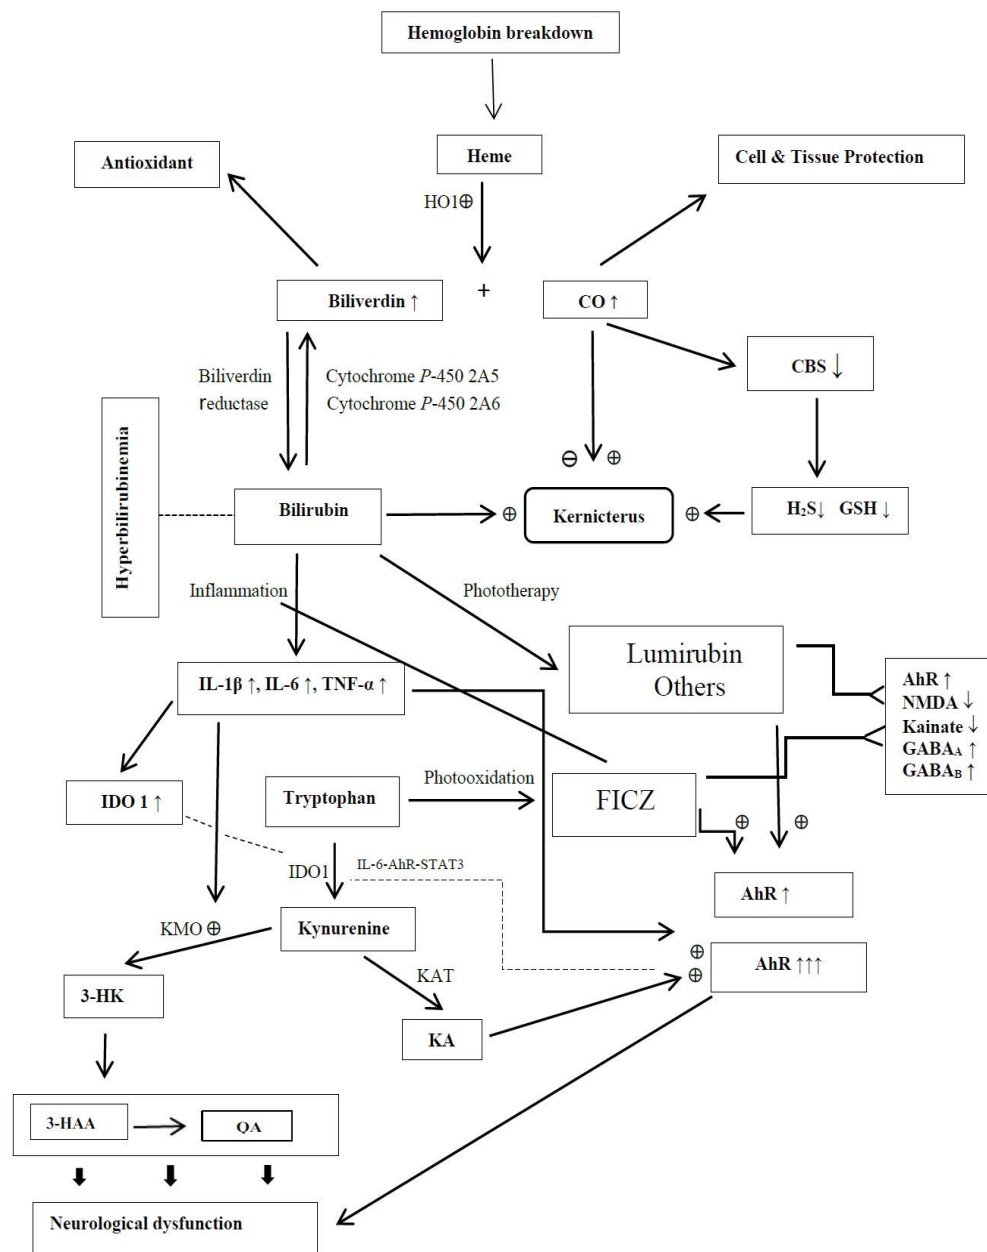 Hemoglobin breakdown
Antioxidant
Heme
Cell & Tissue Protection
HO1⊕
Biliverdin ↑
+
CO ↑
Biliverdin
reductase
Cytochrome P-450 2A5
Cytochrome P-450 2A6
CBS ↓
Hyperbilirubinemia
⊖ ⊕
Bilirubin
⊕
Kernicterus
⊕
H₂S↓ GSH ↓
Inflammation
Phototherapy
Lumirubin
Others
IL-1β ↑, IL-6 ↑, TNF-α ↑
AhR ↑
NMDA ↓
Kainate ↓
GABAA ↑
GABAB ↑
IDO 1 ↑
Tryptophan
Photooxidation
FICZ
⊕ ⊕
IDO1
IL-6-AhR-STAT3
AhR ↑
KMO ⊕
Kynurenine
⊕
⊕
AhR ↑↑↑
3-HK
KAT
KA
3-HAA
QA
Neurological dysfunction